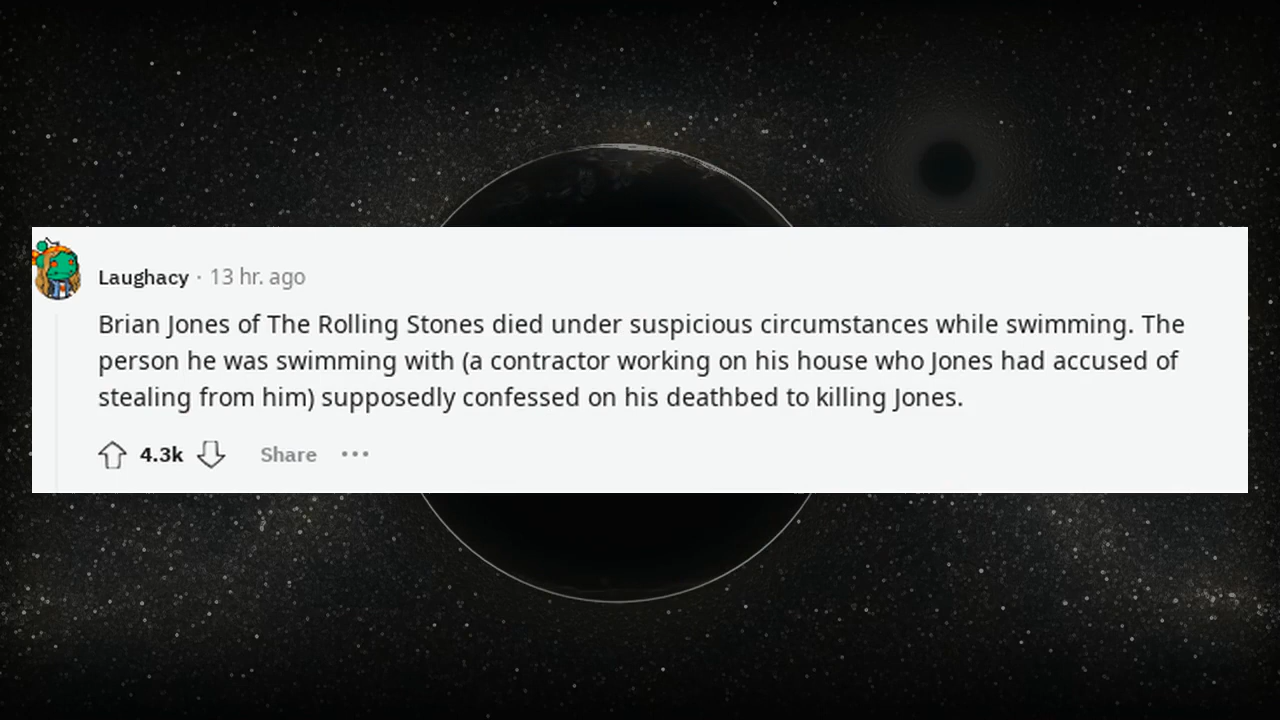 Laughacy · 13 hr. ago
Brian Jones of The Rolling Stones died under suspicious circumstances while swimming. The
person he was swimming with (a contractor working on his house who Jones had accused of
stealing from him) supposedly confessed on his deathbed to killing Jones.
4.3k Share •••